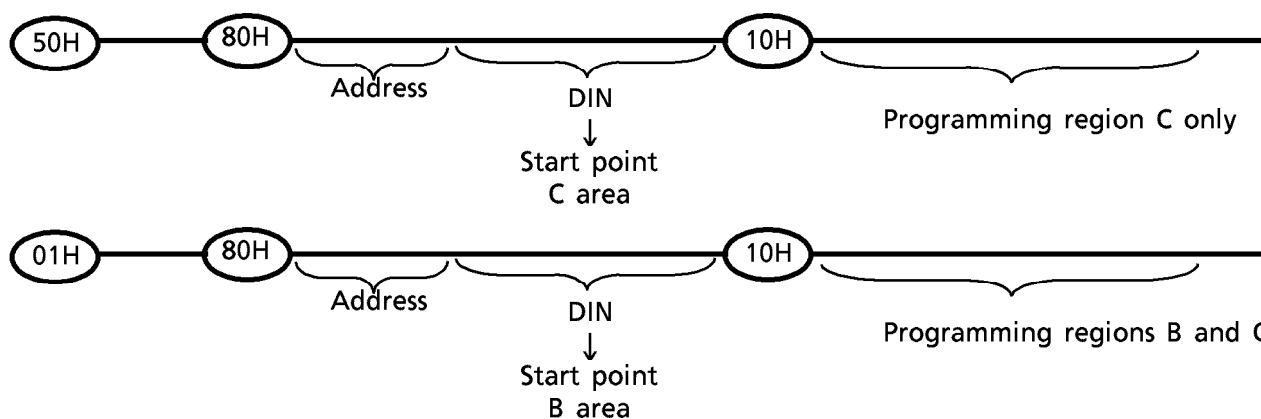 50H 80H 10H
Address DIN Programming region C only
↓
Start point
C area
01H 80H 10H
Address DIN Programming regions B and C
↓
Start point
B area